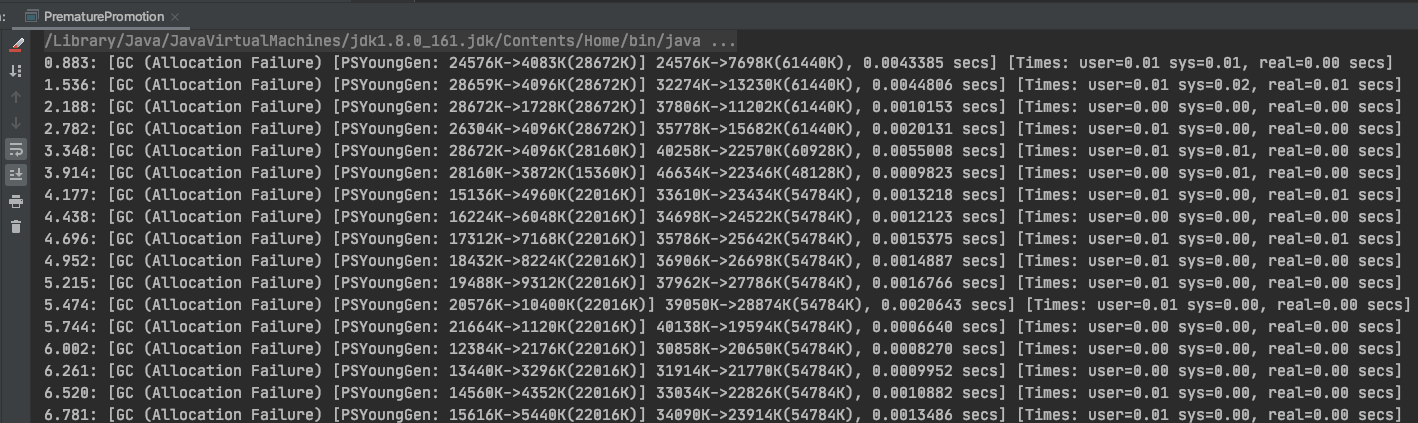 n:
PrematurePromotion
/Library/Java/JavaVirtualMachines/jdk1.8.0_161.jdk/Contents/Home/bin/java ...
0.883: [GC (Allocation Failure) [PSYoungGen: 24576K->4083K(28672K)] 24576K->7698K(61440K), 0.0043385 secs] [Times: user=0.01 sys=0.01, real=0.00 secs]
1.536: [GC (Allocation Failure) [PSYoungGen: 28659K->4096K(28672K)] 32274K->13230K(61440K), 0.0044806 secs] [Times: user=0.01 sys=0.02, real=0.01 secs]
2.188: [GC (Allocation Failure) [PSYoungGen: 28672K->1728K(28672K)] 37806K->11202K(61440K), 0.0010153 secs] [Times: user=0.00 sys=0.00, real=0.00 secs]
2.782: [GC (Allocation Failure) [PSYoungGen: 26304K->4096K(28672K)] 35778K->15682K(61440K), 0.0020131 secs] [Times: user=0.01 sys=0.00, real=0.00 secs]
3.348: [GC (Allocation Failure) [PSYoungGen: 28672K->4096K(28160K)] 40258K->22570K(60928K), 0.0055008 secs] [Times: user=0.01 sys=0.01, real=0.00 secs]
3.914: [GC (Allocation Failure) [PSYoungGen: 28160K->3872K(15360K)] 46634K->22346K(48128K), 0.0009823 secs] [Times: user=0.00 sys=0.01, real=0.00 secs]
4.177: [GC (Allocation Failure) [PSYoungGen: 15136K->4960K(22016K)] 33610K->23434K(54784K), 0.0013218 secs] [Times: user=0.01 sys=0.00, real=0.01 secs]
4.438: [GC (Allocation Failure) [PSYoungGen: 16224K->6048K(22016K)] 34698K->24522K(54784K), 0.0012123 secs] [Times: user=0.00 sys=0.00, real=0.00 secs]
4.696: [GC (Allocation Failure) [PSYoungGen: 17312K->7168K(22016K)] 35786K->25642K(54784K), 0.0015375 secs] [Times: user=0.01 sys=0.00, real=0.01 secs]
4.952: [GC (Allocation Failure) [PSYoungGen: 18432K->8224K(22016K)] 36906K->26698K(54784K), 0.0014887 secs] [Times: user=0.01 sys=0.00, real=0.00 secs]
5.215: [GC (Allocation Failure) [PSYoungGen: 19488K->9312K(22016K)] 37962K->27786K(54784K), 0.0016766 secs] [Times: user=0.01 sys=0.00, real=0.00 secs]
5.474: [GC (Allocation Failure) [PSYoungGen: 20576K->10400K(22016K)] 39050K->28874K(54784K), 0.0020643 secs] [Times: user=0.01 sys=0.00, real=0.00 secs]
5.744: [GC (Allocation Failure) [PSYoungGen: 21664K->1120K(22016K)] 40138K->19594K(54784K), 0.0006640 secs] [Times: user=0.00 sys=0.00, real=0.00 secs]
6.002: [GC (Allocation Failure) [PSYoungGen: 12384K->2176K(22016K)] 30858K->20650K(54784K), 0.0008270 secs] [Times: user=0.00 sys=0.00, real=0.00 secs]
6.261: [GC (Allocation Failure) [PSYoungGen: 13440K->3296K(22016K)] 31914K->21770K(54784K), 0.0009952 secs] [Times: user=0.00 sys=0.00, real=0.00 secs]
6.520: [GC (Allocation Failure) [PSYoungGen: 14560K->4352K(22016K)] 33034K->22826K(54784K), 0.0010882 secs] [Times: user=0.01 sys=0.00, real=0.00 secs]
6.781: [GC (Allocation Failure) [PSYoungGen: 15616K->5440K(22016K)] 34090K->23914K(54784K), 0.0013486 secs] [Times: user=0.01 sys=0.00, real=0.00 secs]